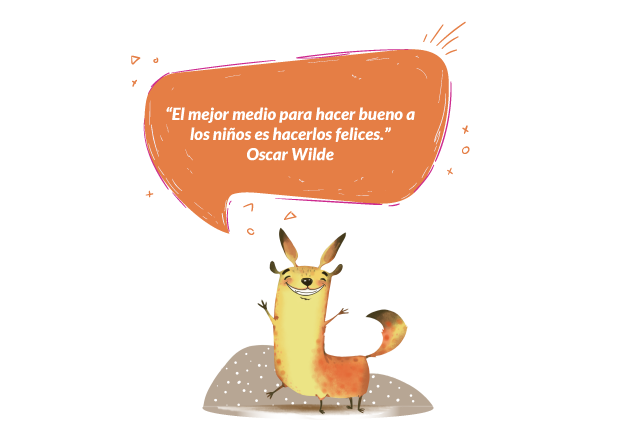 “El mejor medio para hacer bueno a
los niños es hacerlos felices.”
Oscar Wilde